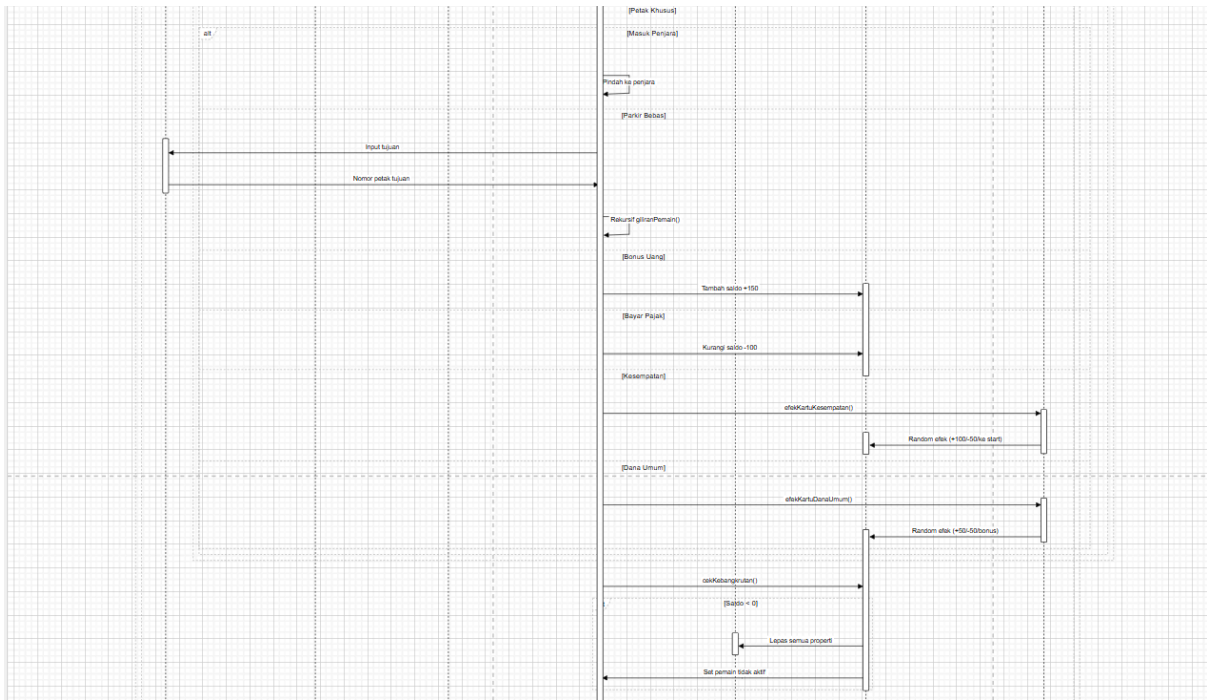 [Petak Khusus]
alt
[Masuk Penjara]
Pindah ke penjara
[Parkir Bebas]
Input tujuan
Nomor petak tujuan
Rekursif giliranPemain()
[Bonus Uang]
Tambah saldo +150
[Bayar Pajak]
Kurangi saldo -100
[Kesempatan]
efekKartuKesempatan()
Random efek (+100/-50/ke start)
[Dana Umum]
efekKartuDanaUmum()
Random efek (+50/-50/bonus)
cekKebangkrutan()
[Saldo < 0]
Lepas semua properti
Set pemain tidak aktif